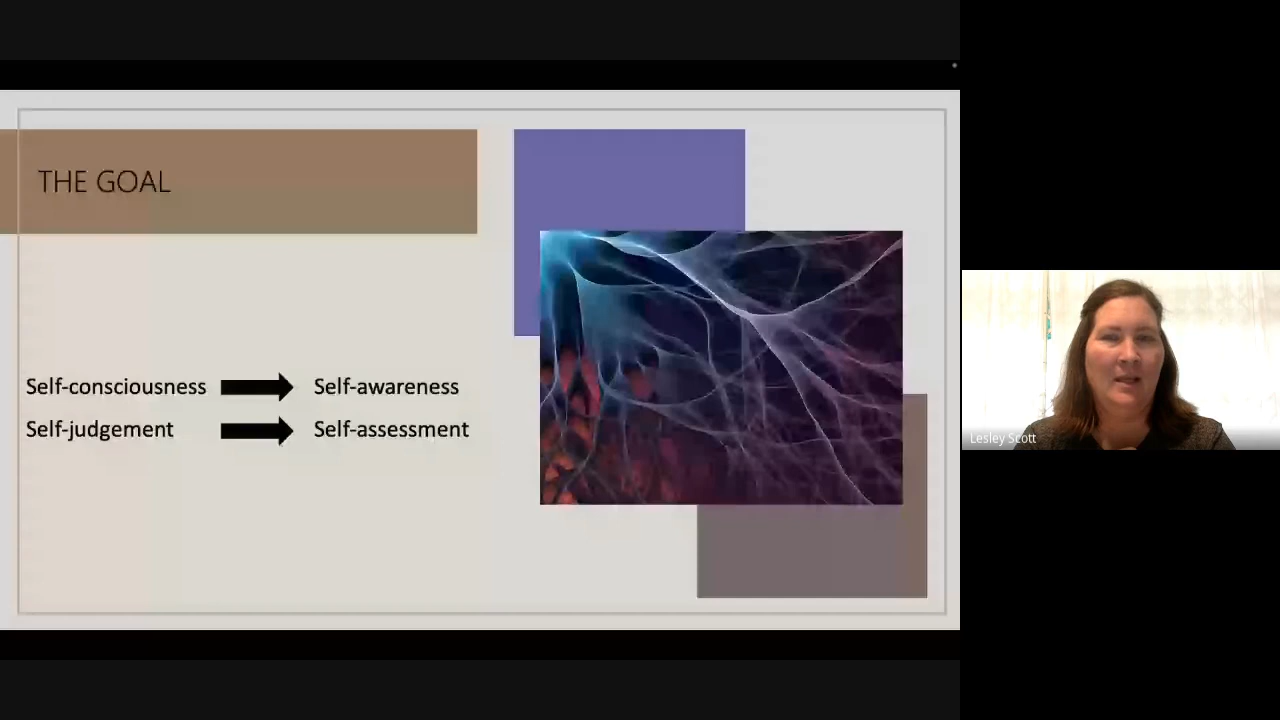 THE GOAL
Self-consciousness Self-awareness
Self-judgement Self-assessment
Lesley Scott